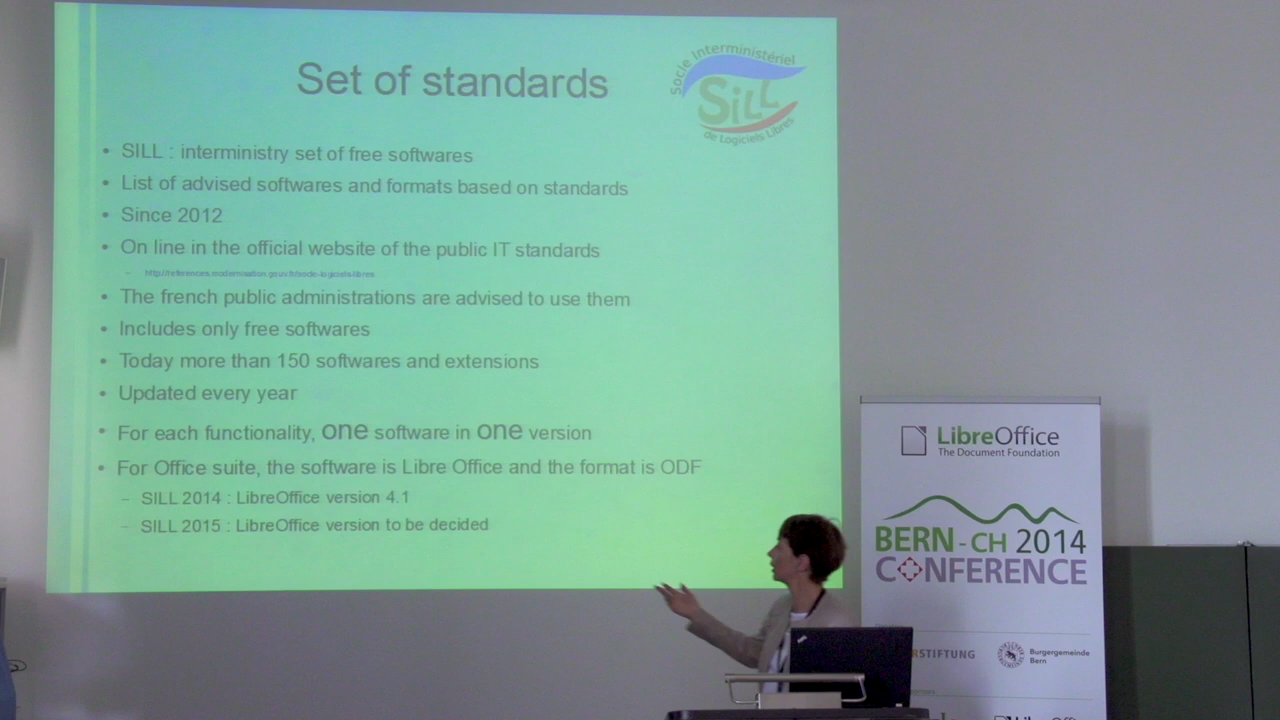 Set of standards
Socle Interministériel
SiLL
de Logiciels Libres
• SILL : interministry set of free softwares
• List of advised softwares and formats based on standards
• Since 2012
• On line in the official website of the public IT standards
– http://references.modernisation.gouv.fr/socle-logiciels-libres
• The french public administrations are advised to use them
• Includes only free softwares
• Today more than 150 softwares and extensions
• Updated every year
• For each functionality, one software in one version
• For Office suite, the software is Libre Office and the format is ODF
– SILL 2014 : LibreOffice version 4.1
– SILL 2015 : LibreOffice version to be decided
LibreOffice
The Document Foundation
BERN - CH 2014
CONFERENCE
RSTIFTUNG
Burgergemeinde
Bern